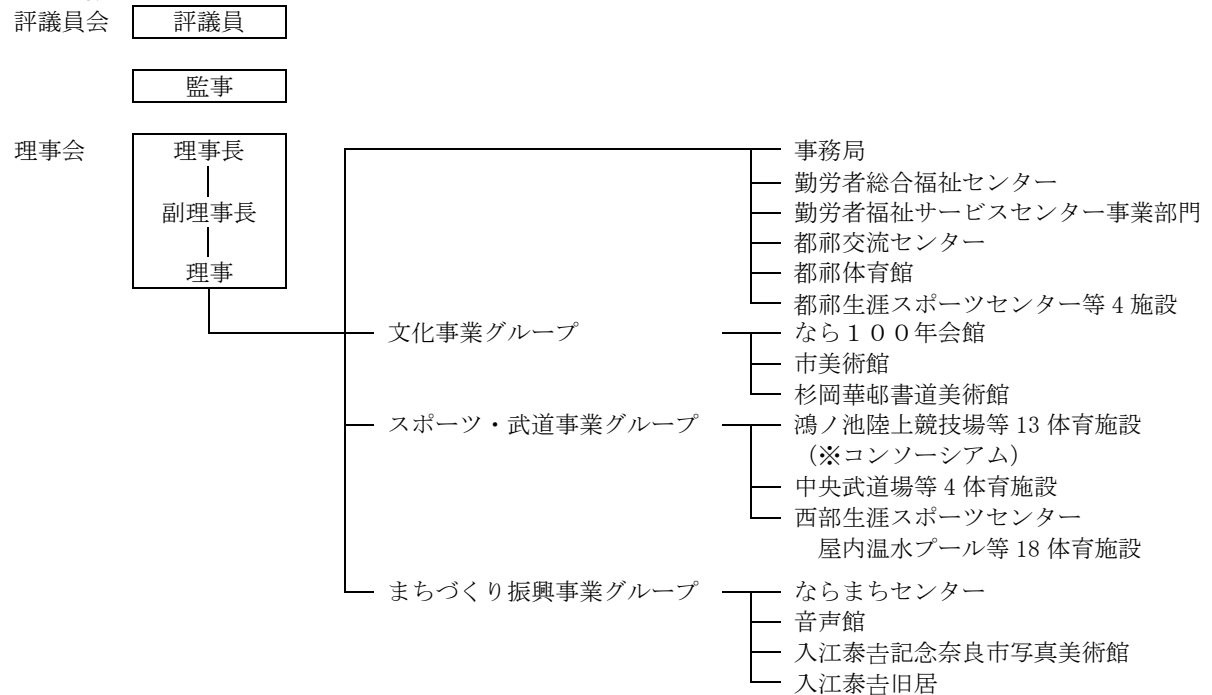 評議員会 評議員
監事
理事会 理事長
副理事長
理事
事務局
勤労者総合福祉センター
勤労者福祉サービスセンター事業部門
都祁交流センター
都祁体育館
都祁生涯スポーツセンター等4施設
文化事業グループ なら１００年会館
市美術館
杉岡華邨書道美術館
スポーツ・武道事業グループ 鴻ノ池陸上競技場等13体育施設
（※コンソーシアム）
中央武道場等4体育施設
西部生涯スポーツセンター
屋内温水プール等18体育施設
まちづくり振興事業グループ ならまちセンター
音声館
入江泰𠮷記念奈良市写真美術館
入江泰𠮷旧居